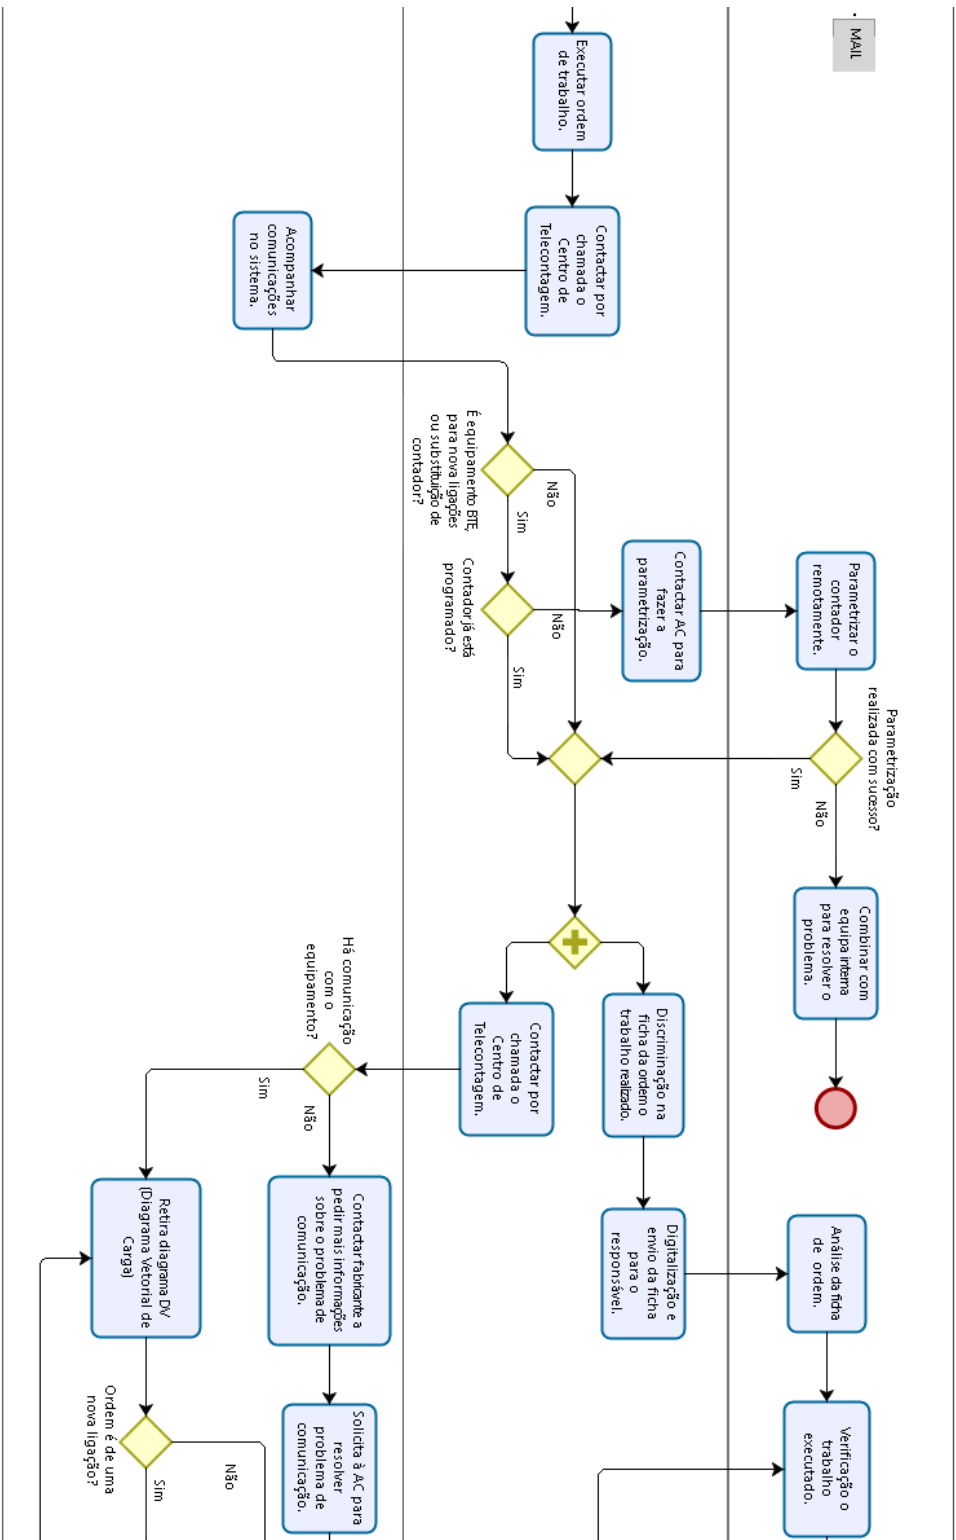 MAIL
Executar ordem
de trabalho.
Contactar por
chamada o
Centro de
Telecontagem.
Acompanhar
comunicações
no sistema.
É equipamento BTE,
para nova ligações
ou substituição de
contador?
Não
Sim
Contador já está
programado?
Não
Sim
Contactar AC para
fazer a
parametrização.
Parametrizar o
contador
remotamente.
Parametrização
realizada com sucesso?
Sim
Não
Combinar com
equipa interna
para resolver o
problema.
Discriminação na
ficha da ordem o
trabalho realizado.
Contactar por
chamada o
Centro de
Telecontagem.
Há comunicação
com o
equipamento?
Sim
Não
Digitalização e
envio da ficha
para o
responsável.
Análise da ficha
de ordem.
Verificação o
trabalho
executado.
Contactar fabricante a
pedir mais informações
sobre o problema de
comunicação.
Solicita à AC para
resolver
problema de
comunicação.
Retira diagrama DV
(Diagrama Vetorial de
Carga)
Ordem é de uma
nova ligação?
Não
Sim